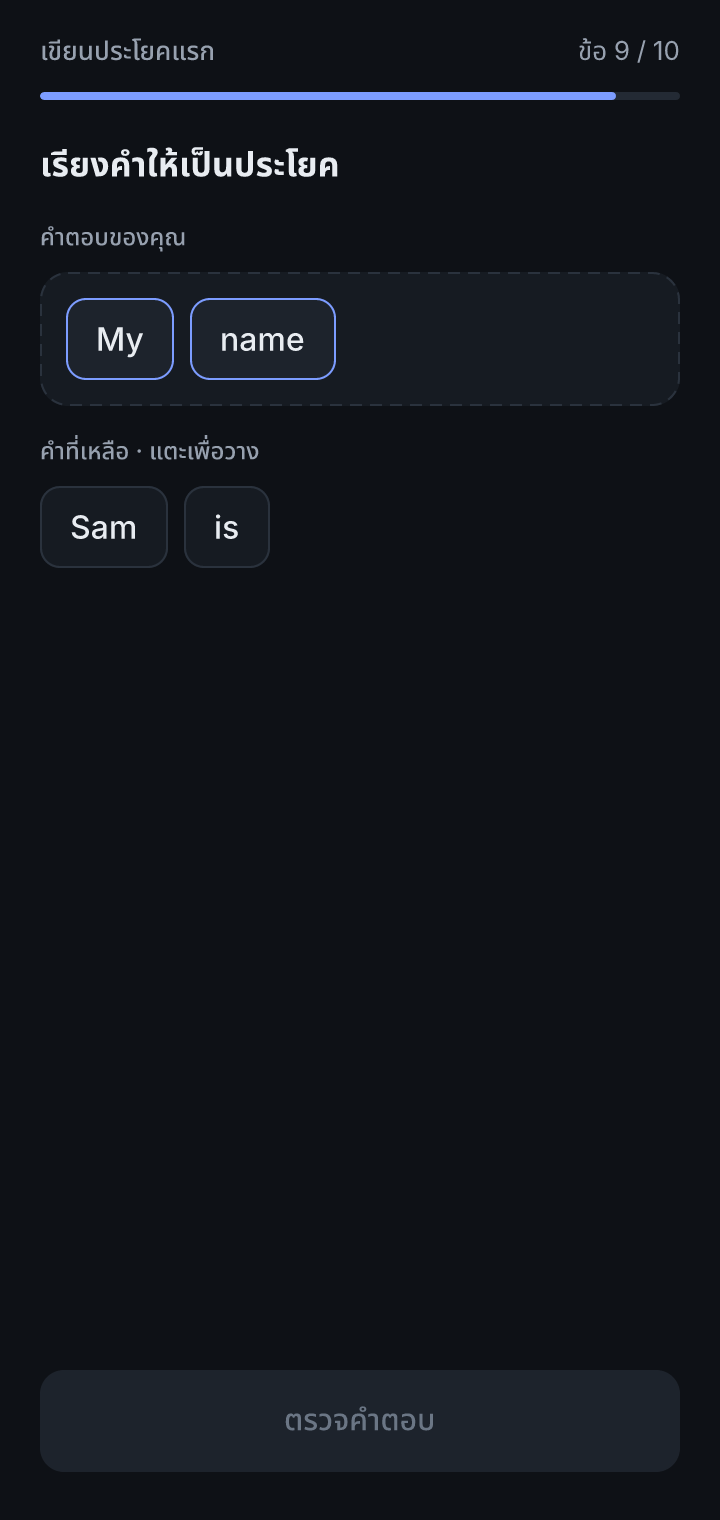 เขียนประโยคแรก ข้อ 9 / 10
เรียงคำให้เป็นประโยค
คำตอบของคุณ
My name
คำที่เหลือ · แตะเพื่อวาง
Sam is
ตรวจคำตอบ